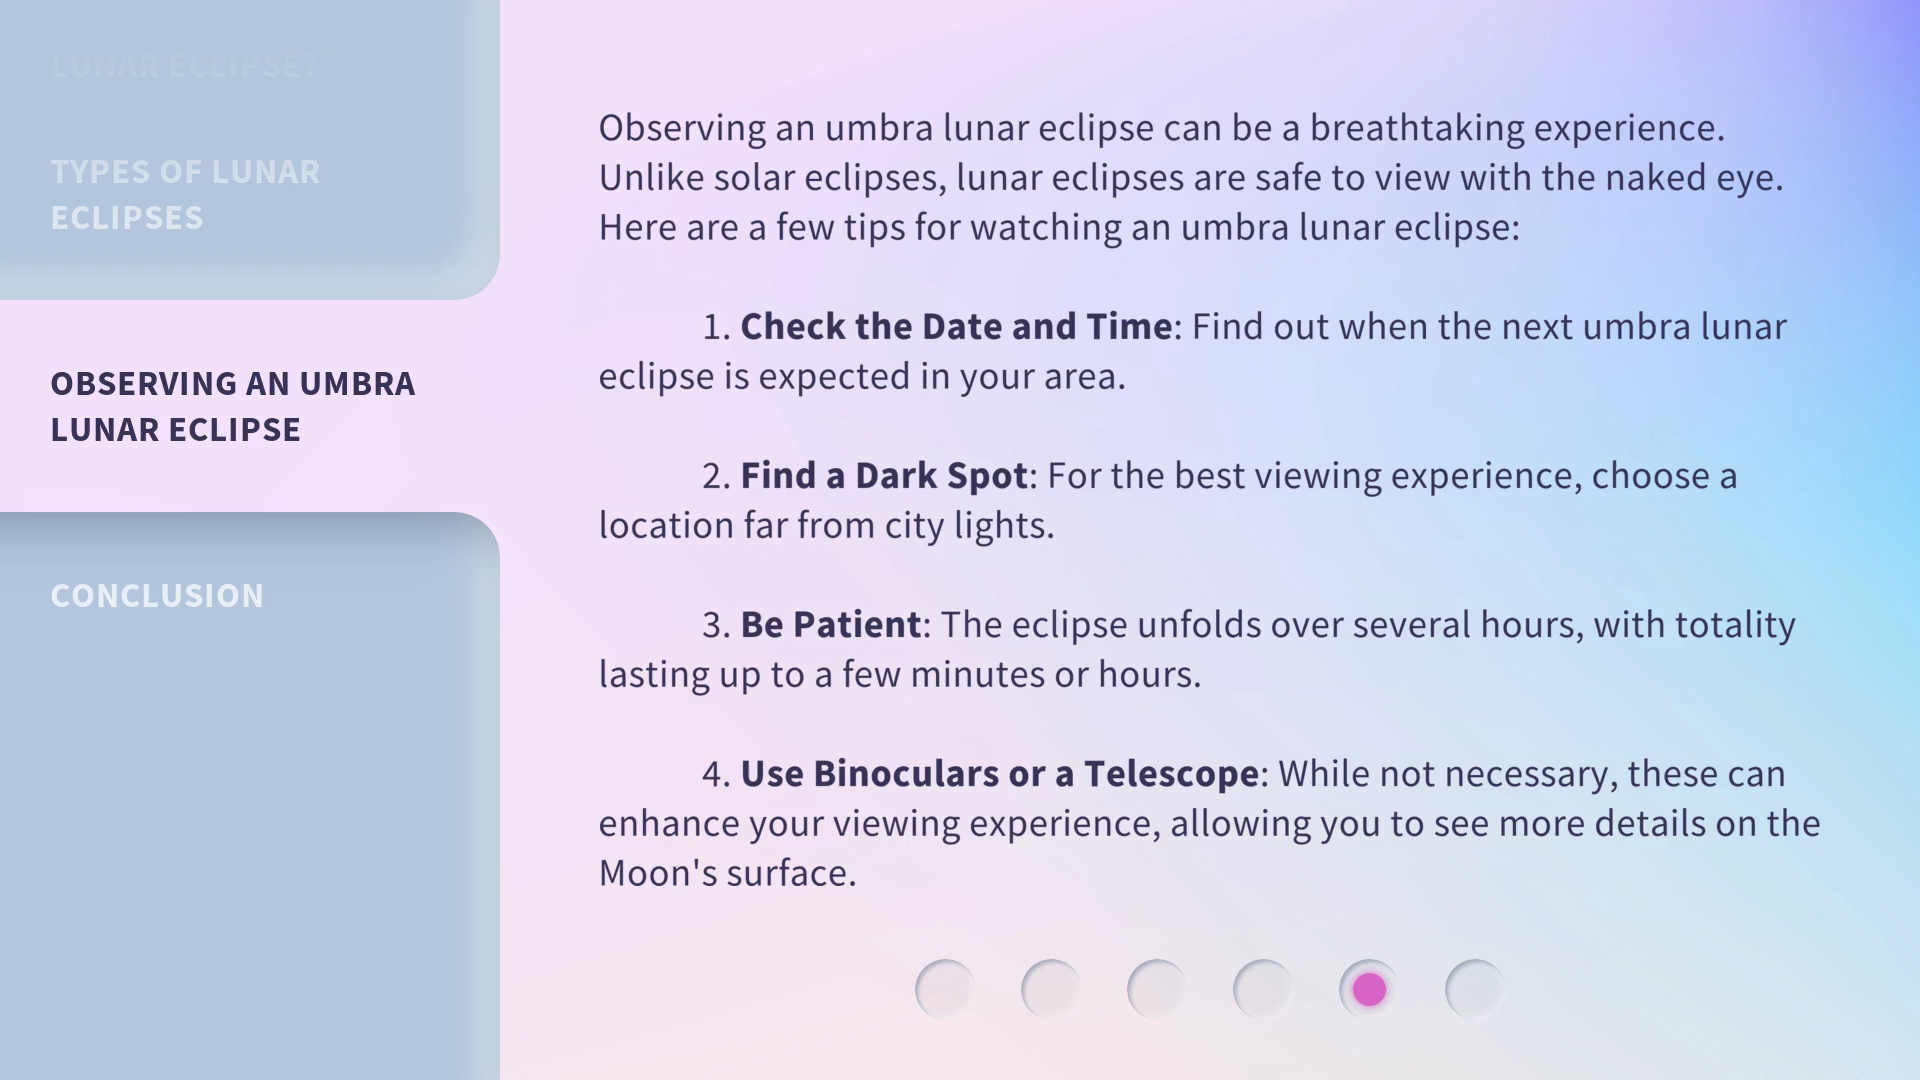 LUNAR ECLIPSE?
TYPES OF LUNAR
ECLIPSES
OBSERVING AN UMBRA
LUNAR ECLIPSE
CONCLUSION
Observing an umbra lunar eclipse can be a breathtaking experience.
Unlike solar eclipses, lunar eclipses are safe to view with the naked eye.
Here are a few tips for watching an umbra lunar eclipse:
1. Check the Date and Time: Find out when the next umbra lunar
eclipse is expected in your area.
2. Find a Dark Spot: For the best viewing experience, choose a
location far from city lights.
3. Be Patient: The eclipse unfolds over several hours, with totality
lasting up to a few minutes or hours.
4. Use Binoculars or a Telescope: While not necessary, these can
enhance your viewing experience, allowing you to see more details on the
Moon's surface.